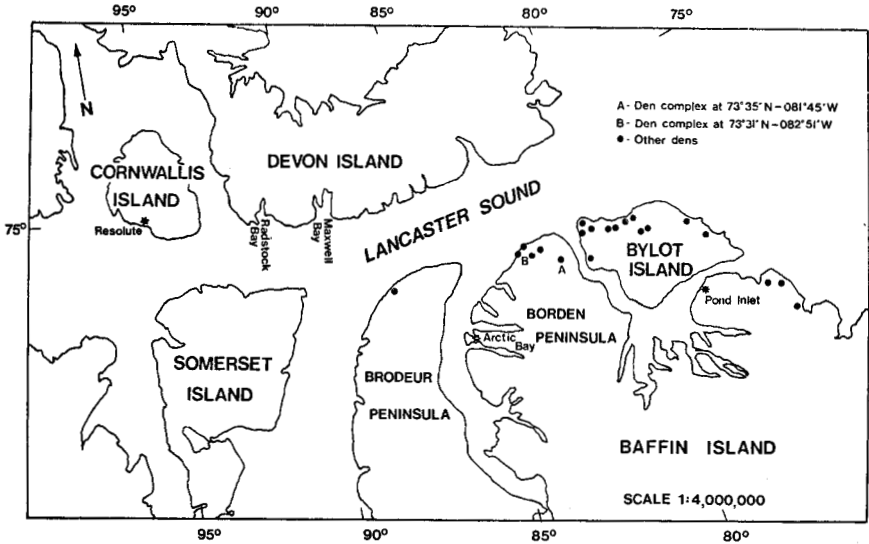 95° 90° 85° 80° 75°
N
A - Den complex at 73°35'N-081°45'W
B - Den complex at 73°31'N-082°51'W
• - Other dens
CORNWALLIS
ISLAND
Resolute
DEVON ISLAND
Radstock
Bay
Maxwell
Bay
LANCASTER SOUND
75°
BYLOT
ISLAND
B
A
Pond Inlet
BORDEN
PENINSULA
Arctic
Bay
SOMERSET
ISLAND
BRODEUR
PENINSULA
BAFFIN ISLAND
SCALE 1:4,000,000
95° 90° 85° 80°